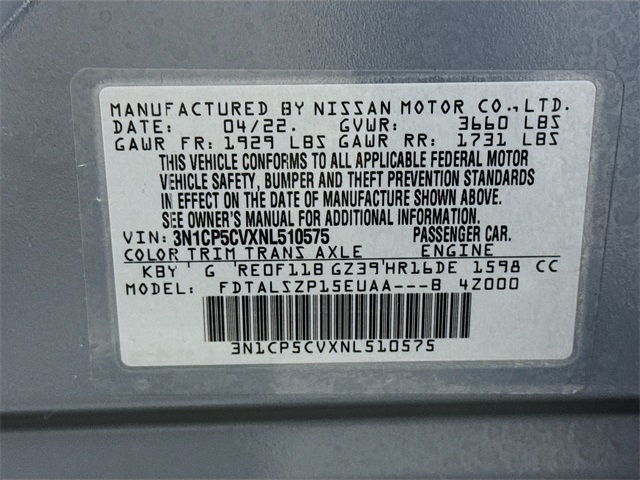 MANUFACTURED BY NISSAN MOTOR CO.,LTD.
DATE: 04/22. GVWR: 3660 LBS
GAWR FR: 1929 LBS GAWR RR: 1731 LBS
THIS VEHICLE CONFORMS TO ALL APPLICABLE FEDERAL MOTOR
VEHICLE SAFETY, BUMPER AND THEFT PREVENTION STANDARDS
IN EFFECT ON THE DATE OF MANUFACTURE SHOWN ABOVE.
SEE OWNER'S MANUAL FOR ADDITIONAL INFORMATION.
VIN: 3N1CP5CVXNL510575 PASSENGER CAR.
COLOR TRIM TRANS AXLE ENGINE
KBY G RE0F11B GZ39 HR16DE 1598 CC
MODEL: FDTALSZP15EUAA---B 4Z000
3N1CP5CVXNL510575